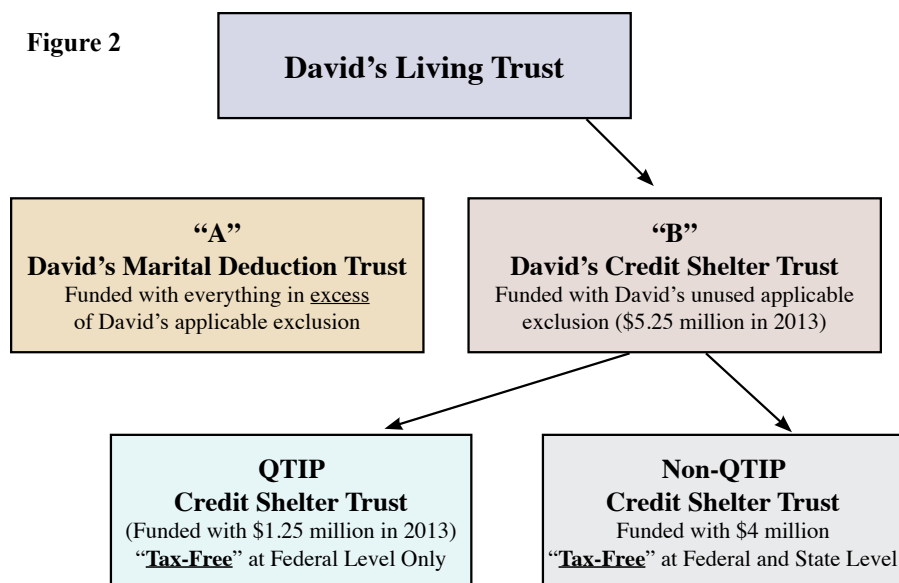 Figure 2
David’s Living Trust
“A”
David’s Marital Deduction Trust
Funded with everything in excess
of David’s applicable exclusion
“B”
David’s Credit Shelter Trust
Funded with David’s unused applicable
exclusion ($5.25 million in 2013)
QTIP
Credit Shelter Trust
(Funded with $1.25 million in 2013)
“Tax-Free” at Federal Level Only
Non-QTIP
Credit Shelter Trust
Funded with $4 million
“Tax-Free” at Federal and State Level